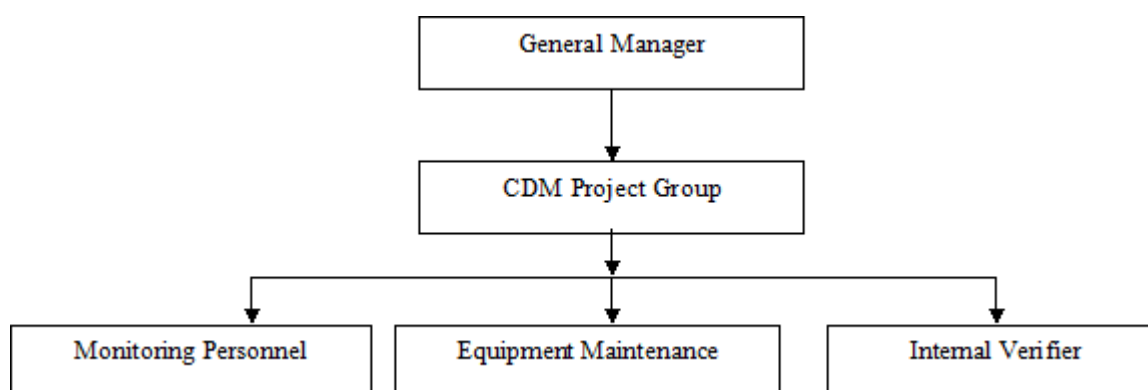 General Manager
CDM Project Group
Monitoring Personnel
Equipment Maintenance
Internal Verifier